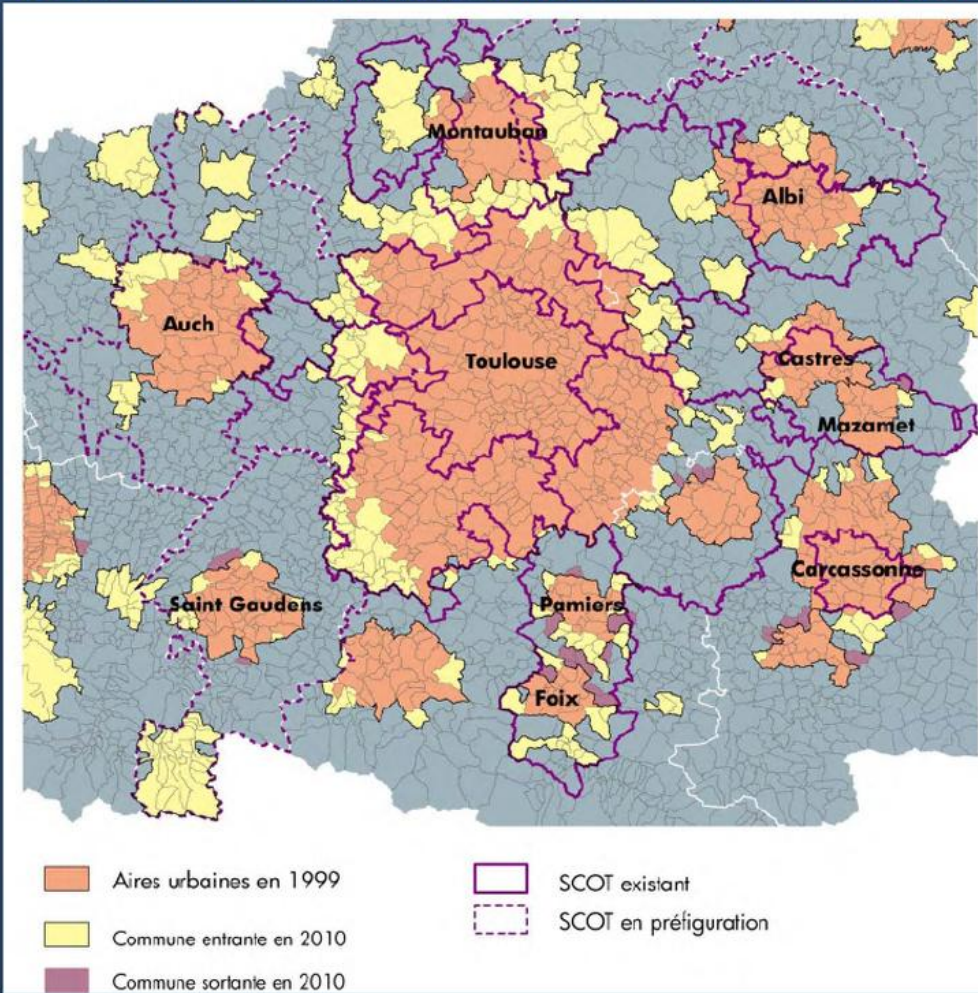 Montauban
Albi
Auch
Toulouse
Castres
Mazamet
Carcassonne
Saint Gaudens
Pamiers
Foix
Aires urbaines en 1999
Commune entrante en 2010
Commune sortante en 2010
SCOT existant
SCOT en préfiguration